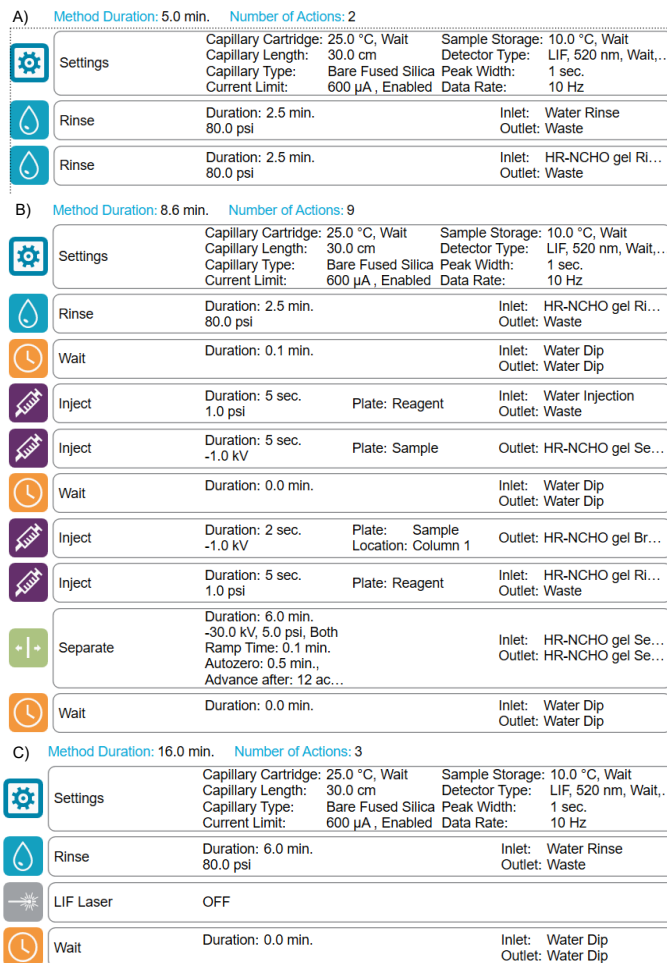 A) Method Duration: 5.0 min. Number of Actions: 2
Settings
Capillary Cartridge: 25.0 °C, Wait Sample Storage: 10.0 °C, Wait
Capillary Length: 30.0 cm Detector Type: LIF, 520 nm, Wait,...
Capillary Type: Bare Fused Silica Peak Width: 1 sec.
Current Limit: 600 µA , Enabled Data Rate: 10 Hz
Rinse
Duration: 2.5 min. Inlet: Water Rinse
80.0 psi Outlet: Waste
Rinse
Duration: 2.5 min. Inlet: HR-NCHO gel Ri...
80.0 psi Outlet: Waste
B) Method Duration: 8.6 min. Number of Actions: 9
Settings
Capillary Cartridge: 25.0 °C, Wait Sample Storage: 10.0 °C, Wait
Capillary Length: 30.0 cm Detector Type: LIF, 520 nm, Wait,...
Capillary Type: Bare Fused Silica Peak Width: 1 sec.
Current Limit: 600 µA , Enabled Data Rate: 10 Hz
Rinse
Duration: 2.5 min. Inlet: HR-NCHO gel Ri...
80.0 psi Outlet: Waste
Wait
Duration: 0.1 min. Inlet: Water Dip
Outlet: Water Dip
Inject
Duration: 5 sec. Plate: Reagent Inlet: Water Injection
1.0 psi Outlet: Waste
Inject
Duration: 5 sec. Plate: Sample Outlet: HR-NCHO gel Se...
-1.0 kV
Wait
Duration: 0.0 min. Inlet: Water Dip
Outlet: Water Dip
Inject
Duration: 2 sec. Plate: Sample Outlet: HR-NCHO gel Br...
-1.0 kV Location: Column 1
Inject
Duration: 5 sec. Plate: Reagent Inlet: HR-NCHO gel Ri...
1.0 psi Outlet: Waste
Separate
Duration: 6.0 min.
-30.0 kV, 5.0 psi, Both Inlet: HR-NCHO gel Se...
Ramp Time: 0.1 min. Outlet: HR-NCHO gel Se...
Autozero: 0.5 min.,
Advance after: 12 ac...
Wait
Duration: 0.0 min. Inlet: Water Dip
Outlet: Water Dip
C) Method Duration: 16.0 min. Number of Actions: 3
Settings
Capillary Cartridge: 25.0 °C, Wait Sample Storage: 10.0 °C, Wait
Capillary Length: 30.0 cm Detector Type: LIF, 520 nm, Wait,..
Capillary Type: Bare Fused Silica Peak Width: 1 sec.
Current Limit: 600 µA , Enabled Data Rate: 10 Hz
Rinse
Duration: 6.0 min. Inlet: Water Rinse
80.0 psi Outlet: Waste
LIF Laser OFF
Wait
Duration: 0.0 min. Inlet: Water Dip
Outlet: Water Dip